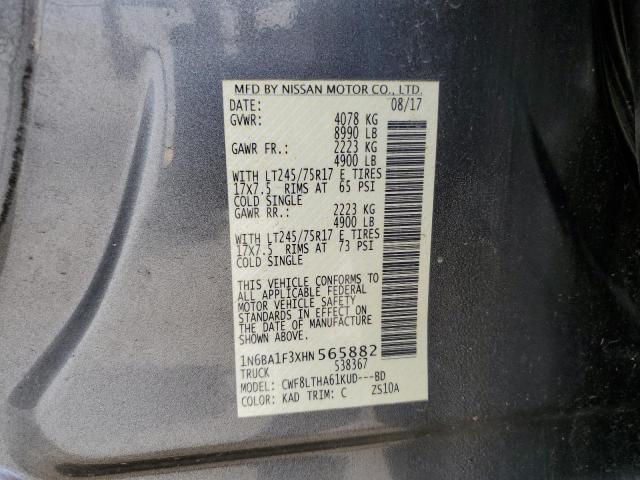 MFD BY NISSAN MOTOR CO., LTD.
DATE: 08/17
GVWR: 4078 KG
8990 LB
GAWR FR.: 2223 KG
4900 LB
WITH LT245/75R17 E TIRES
17X7.5 RIMS AT 65 PSI
COLD SINGLE
GAWR RR.: 2223 KG
4900 LB
WITH LT245/75R17 E TIRES
17X7.5 RIMS AT 73 PSI
COLD SINGLE
THIS VEHICLE CONFORMS TO
ALL APPLICABLE FEDERAL
MOTOR VEHICLE SAFETY
STANDARDS IN EFFECT ON
THE DATE OF MANUFACTURE
SHOWN ABOVE.
1N6BA1F3XHN 565882
TRUCK 538367
MODEL: CWF8LTHA61KUD---BD
COLOR: KAD TRIM: C ZS10A